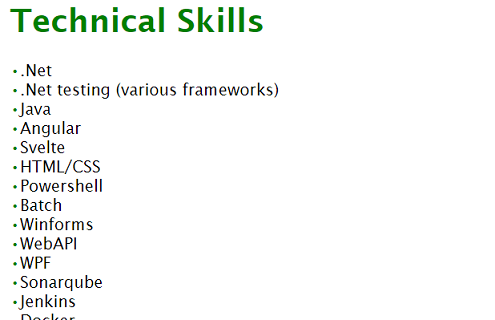 Technical Skills
•.Net
•.Net testing (various frameworks)
•Java
•Angular
•Svelte
•HTML/CSS
•Powershell
•Batch
•Winforms
•WebAPI
•WPF
•Sonarqube
•Jenkins
•Docker